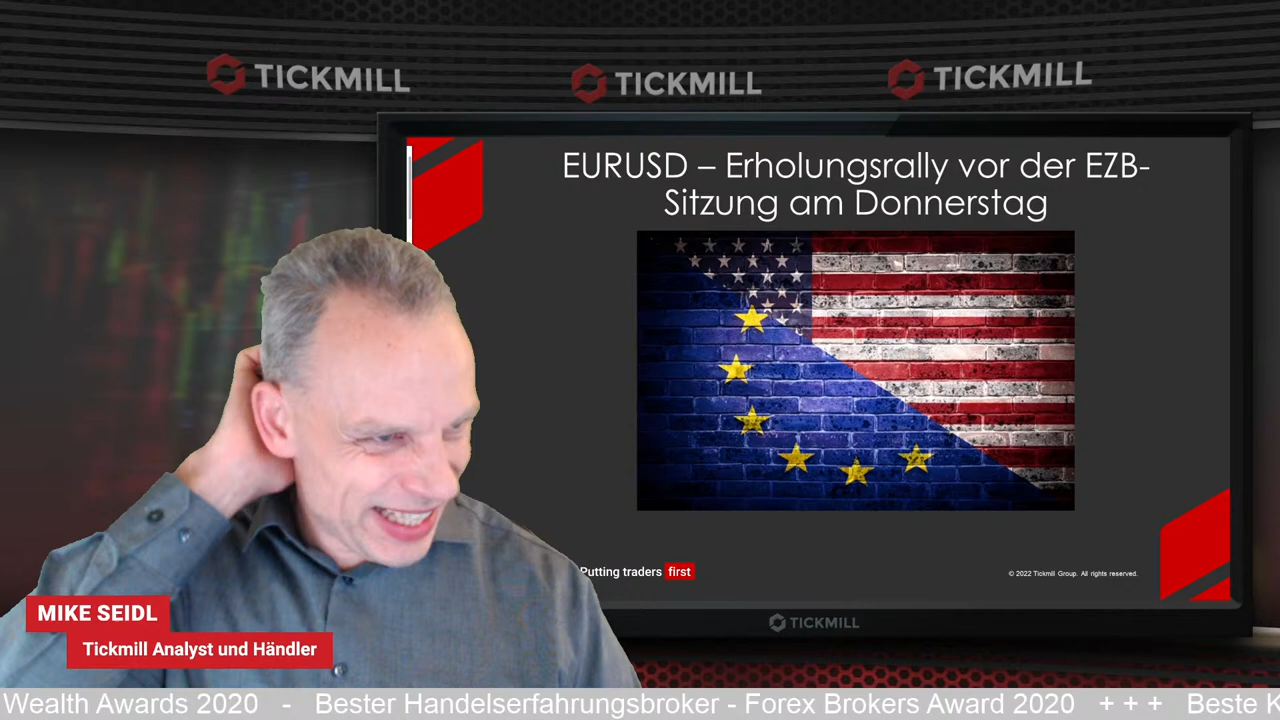 TICKMILL
TICKMILL
TICKMILL
EURUSD – Erholungsrally vor der EZB-
Sitzung am Donnerstag
Putting traders first
© 2022 Tickmill Group. All rights reserved.
TICKMILL
MIKE SEIDL
Tickmill Analyst und Händler
Wealth Awards 2020 - Bester Handelserfahrungsbroker - Forex Brokers Award 2020 + + + Beste K